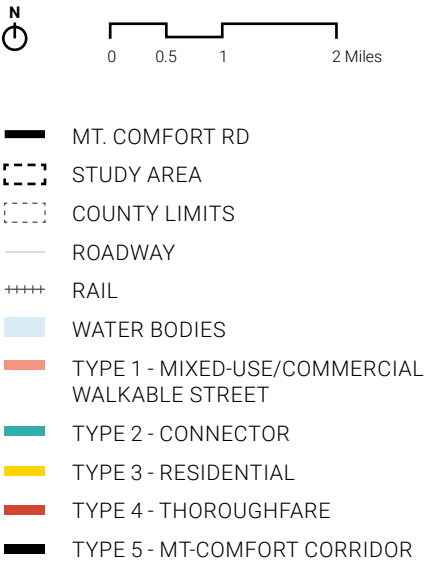 N
0 0.5 1 2 Miles
MT. COMFORT RD
STUDY AREA
COUNTY LIMITS
ROADWAY
RAIL
WATER BODIES
TYPE 1 - MIXED-USE/COMMERCIAL
WALKABLE STREET
TYPE 2 - CONNECTOR
TYPE 3 - RESIDENTIAL
TYPE 4 - THOROUGHFARE
TYPE 5 - MT-COMFORT CORRIDOR